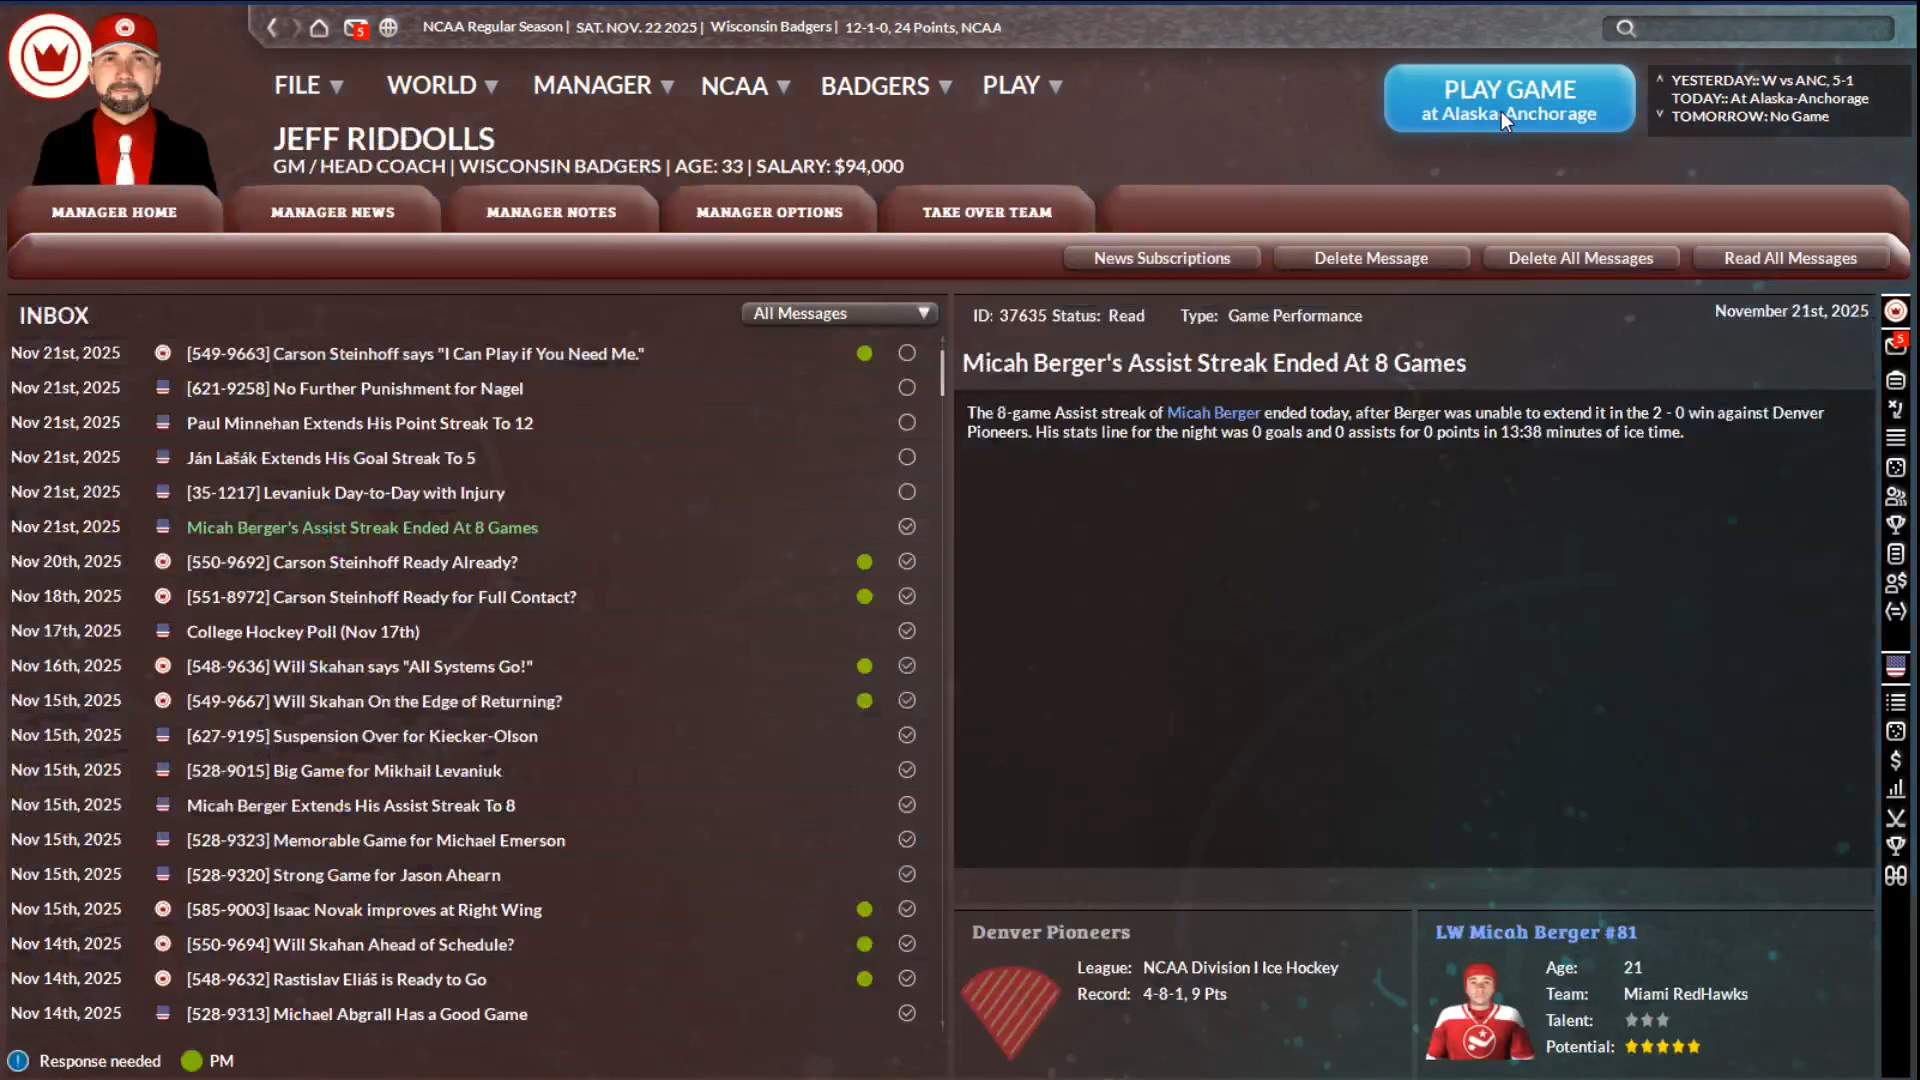 5
NCAA Regular Season | SAT. NOV. 22 2025 | Wisconsin Badgers | 12-1-0, 24 Points, NCAA
FILE WORLD MANAGER NCAA BADGERS PLAY
PLAY GAME
at Alaska-Anchorage
YESTERDAY:: W vs ANC, 5-1
TODAY:: At Alaska-Anchorage
TOMORROW: No Game
JEFF RIDDOLLS
GM / HEAD COACH | WISCONSIN BADGERS | AGE: 33 | SALARY: $94,000
MANAGER HOME MANAGER NEWS MANAGER NOTES MANAGER OPTIONS TAKE OVER TEAM
News Subscriptions Delete Message Delete All Messages Read All Messages
INBOX All Messages
Nov 21st, 2025 [549-9663] Carson Steinhoff says "I Can Play if You Need Me."
Nov 21st, 2025 [621-9258] No Further Punishment for Nagel
Nov 21st, 2025 Paul Minnehan Extends His Point Streak To 12
Nov 21st, 2025 Ján Lašák Extends His Goal Streak To 5
Nov 21st, 2025 [35-1217] Levaniuk Day-to-Day with Injury
Nov 21st, 2025 Micah Berger's Assist Streak Ended At 8 Games
Nov 20th, 2025 [550-9692] Carson Steinhoff Ready Already?
Nov 18th, 2025 [551-8972] Carson Steinhoff Ready for Full Contact?
Nov 17th, 2025 College Hockey Poll (Nov 17th)
Nov 16th, 2025 [548-9636] Will Skahan says "All Systems Go!"
Nov 15th, 2025 [549-9667] Will Skahan On the Edge of Returning?
Nov 15th, 2025 [627-9195] Suspension Over for Kiecker-Olson
Nov 15th, 2025 [528-9015] Big Game for Mikhail Levaniuk
Nov 15th, 2025 Micah Berger Extends His Assist Streak To 8
Nov 15th, 2025 [528-9323] Memorable Game for Michael Emerson
Nov 15th, 2025 [528-9320] Strong Game for Jason Ahearn
Nov 15th, 2025 [585-9003] Isaac Novak improves at Right Wing
Nov 14th, 2025 [550-9694] Will Skahan Ahead of Schedule?
Nov 14th, 2025 [548-9632] Rastislav Eliáš is Ready to Go
Nov 14th, 2025 [528-9313] Michael Abgrall Has a Good Game
Response needed PM
ID: 37635 Status: Read Type: Game Performance November 21st, 2025
Micah Berger's Assist Streak Ended At 8 Games
The 8-game Assist streak of Micah Berger ended today, after Berger was unable to extend it in the 2 - 0 win against Denver
Pioneers. His stats line for the night was 0 goals and 0 assists for 0 points in 13:38 minutes of ice time.
Denver Pioneers
League: NCAA Division I Ice Hockey
Record: 4-8-1, 9 Pts
LW Micah Berger #81
Age: 21
Team: Miami RedHawks
Talent:
Potential:
5